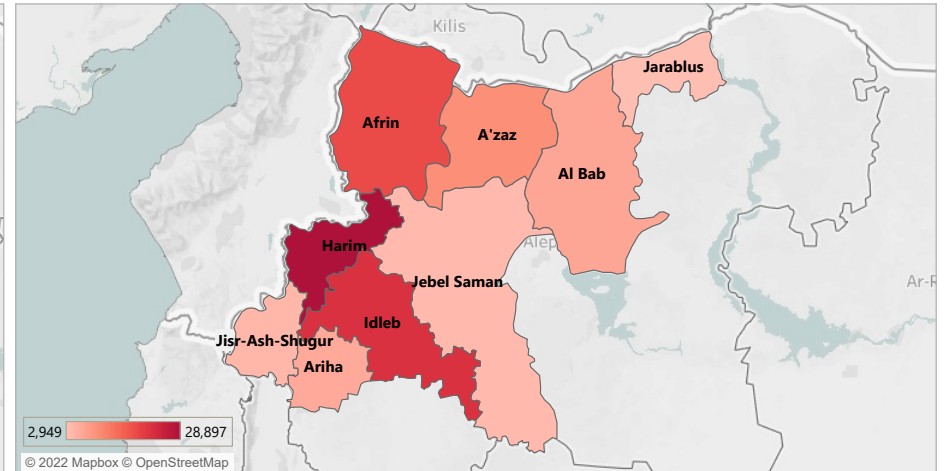 Kilis
Jarablus
Afrin
A'zaz
Al Bab
Harim
Alep
Jebel Saman
Ar-R
Idleb
Jisr-Ash-Shugur
Ariha
2,949
28,897
© 2022 Mapbox © OpenStreetMap